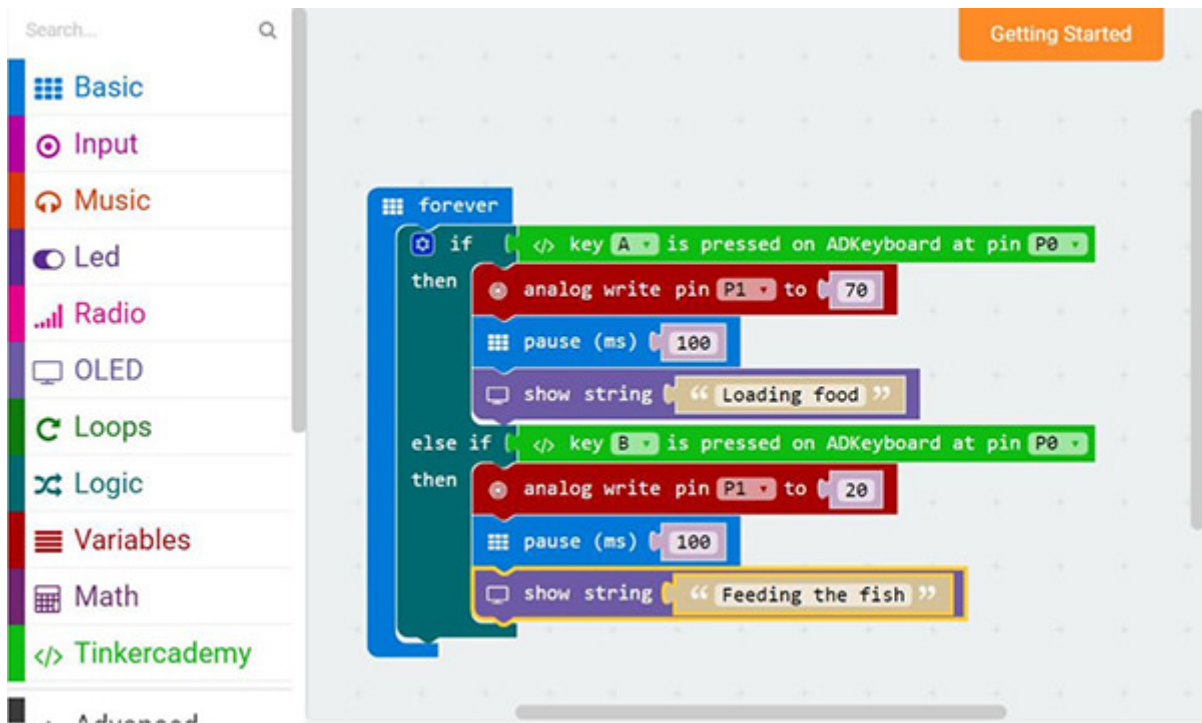 Search...
Getting Started
Basic
Input
Music
Led
Radio
OLED
Loops
Logic
Variables
Math
</> Tinkercademy
Advanced
forever
if </> key A is pressed on ADKeyboard at pin P0
then analog write pin P1 to 70
pause (ms) 100
show string “ Loading food ”
else if </> key B is pressed on ADKeyboard at pin P0
then analog write pin P1 to 20
pause (ms) 100
show string “ Feeding the fish ”